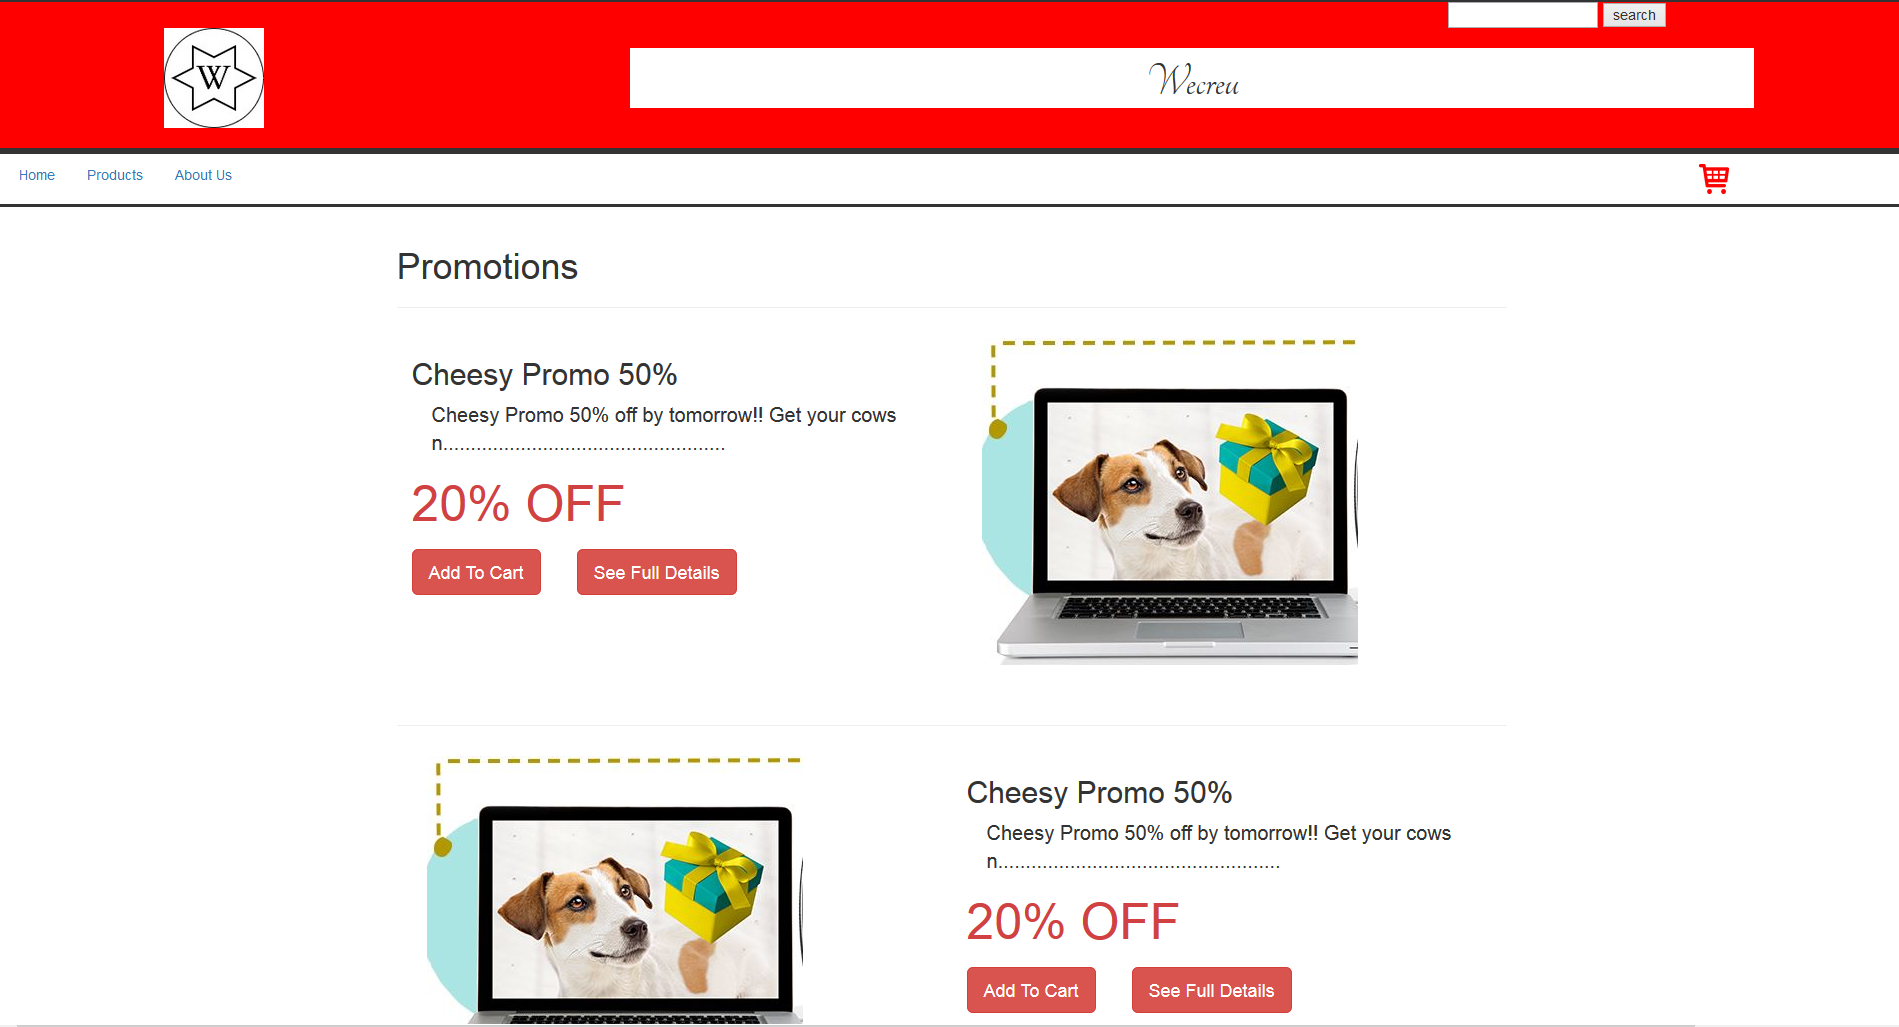 search
W
Wecreu
Home Products About Us
Promotions
Cheesy Promo 50%
Cheesy Promo 50% off by tomorrow!! Get your cows
n...................................................
20% OFF
Add To Cart See Full Details
Cheesy Promo 50%
Cheesy Promo 50% off by tomorrow!! Get your cows
n...................................................
20% OFF
Add To Cart See Full Details